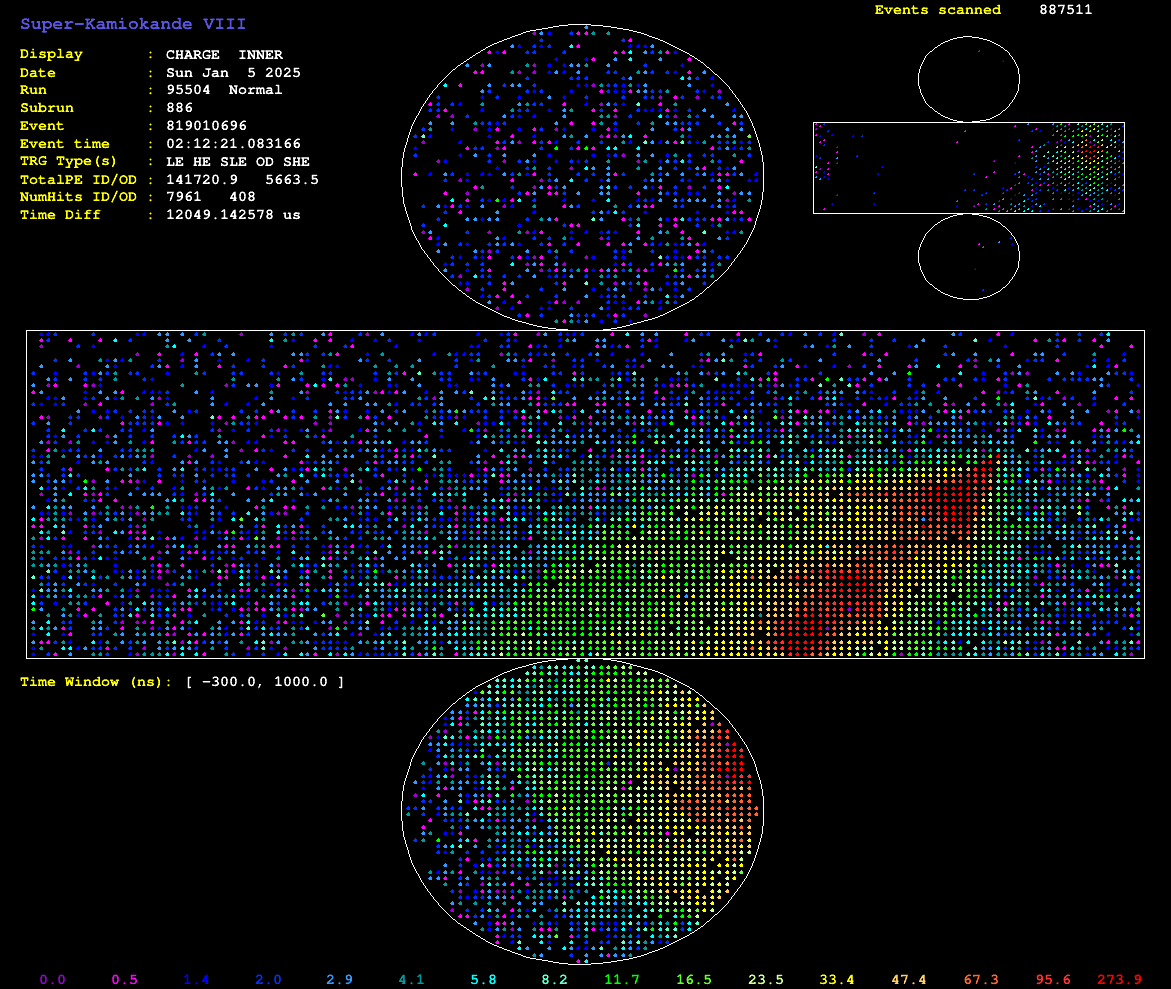 Super-Kamiokande VIII
Events scanned 887511
Display : CHARGE INNER
Date : Sun Jan 5 2025
Run : 95504 Normal
Subrun : 886
Event : 819010696
Event time : 02:12:21.083166
TRG Type(s) : LE HE SLE OD SHE
TotalPE ID/OD : 141720.9 5663.5
NumHits ID/OD : 7961 408
Time Diff : 12049.142578 us
Time Window (ns): [ -300.0, 1000.0 ]
0.0 0.5 1.4 2.0 2.9 4.1 5.8 8.2 11.7 16.5 23.5 33.4 47.4 67.3 95.6 273.9